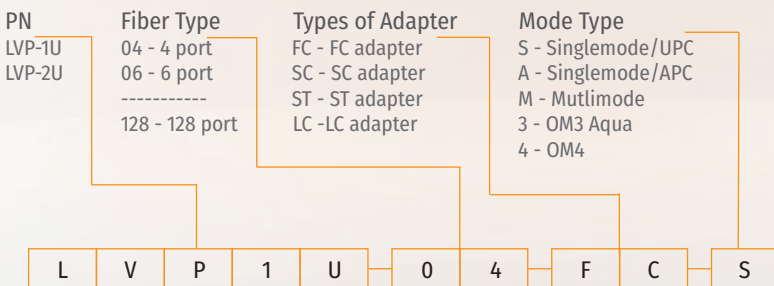 PN
LVP-1U
LVP-2U
Fiber Type
04 - 4 port
06 - 6 port
-----------
128 - 128 port
Types of Adapter
FC - FC adapter
SC - SC adapter
ST - ST adapter
LC -LC adapter
Mode Type
S - Singlemode/UPC
A - Singlemode/APC
M - Mutlimode
3 - OM3 Aqua
4 - OM4
L V P 1 U - 0 4 - F C - S